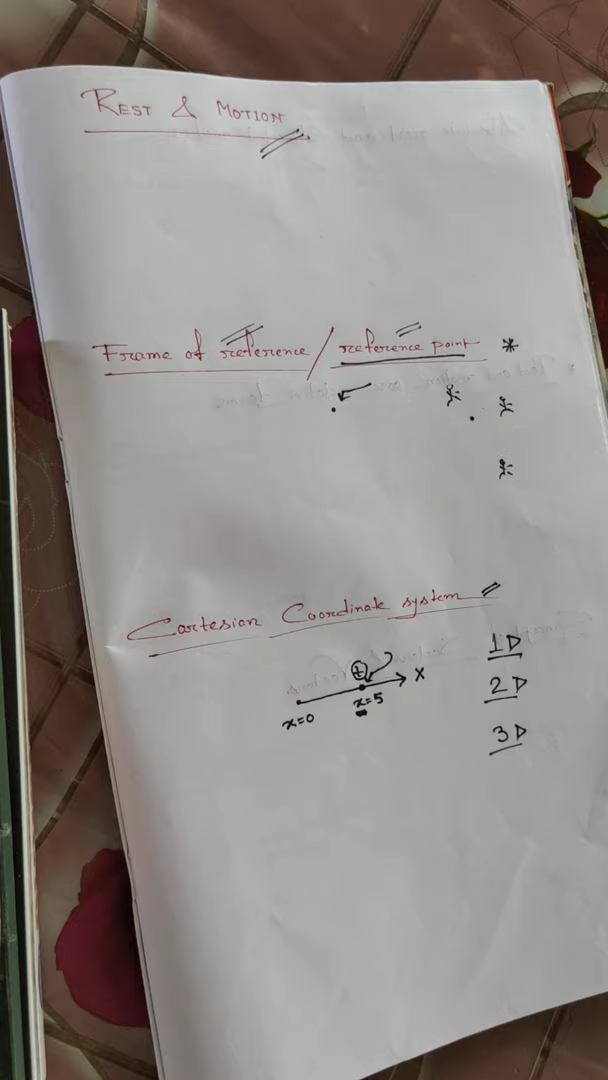 REST & MOTION
Frame of reference / reference point *
Cartesian Coordinate system
1D
+
X
x=0
x=5
2D
3D